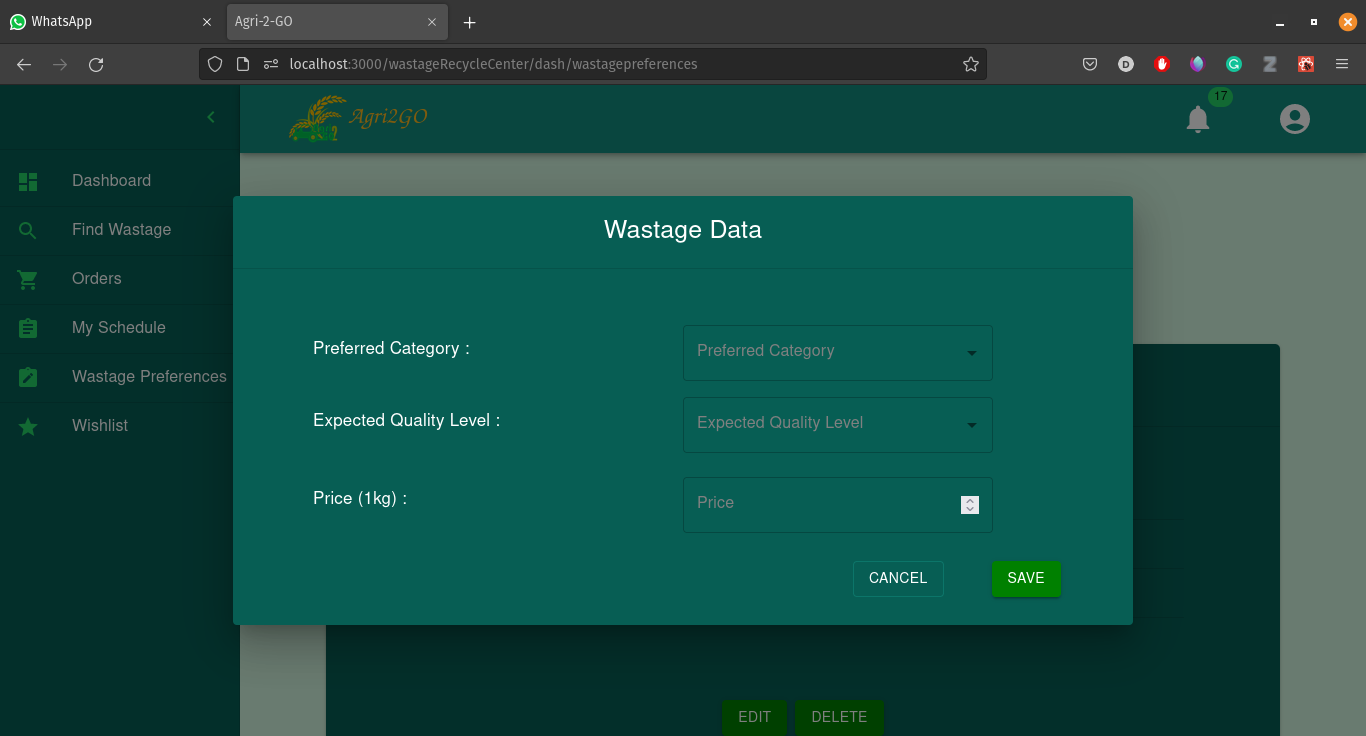 WhatsApp
Agri-2-GO
localhost:3000/wastageRecycleCenter/dash/wastagepreferences
D
G
Z
Agri2GO
17
Dashboard
Find Wastage
Orders
My Schedule
Wastage Preferences
Wishlist
Wastage Data
Preferred Category :
Preferred Category
Expected Quality Level :
Expected Quality Level
Price (1kg) :
Price
CANCEL
SAVE
EDIT
DELETE